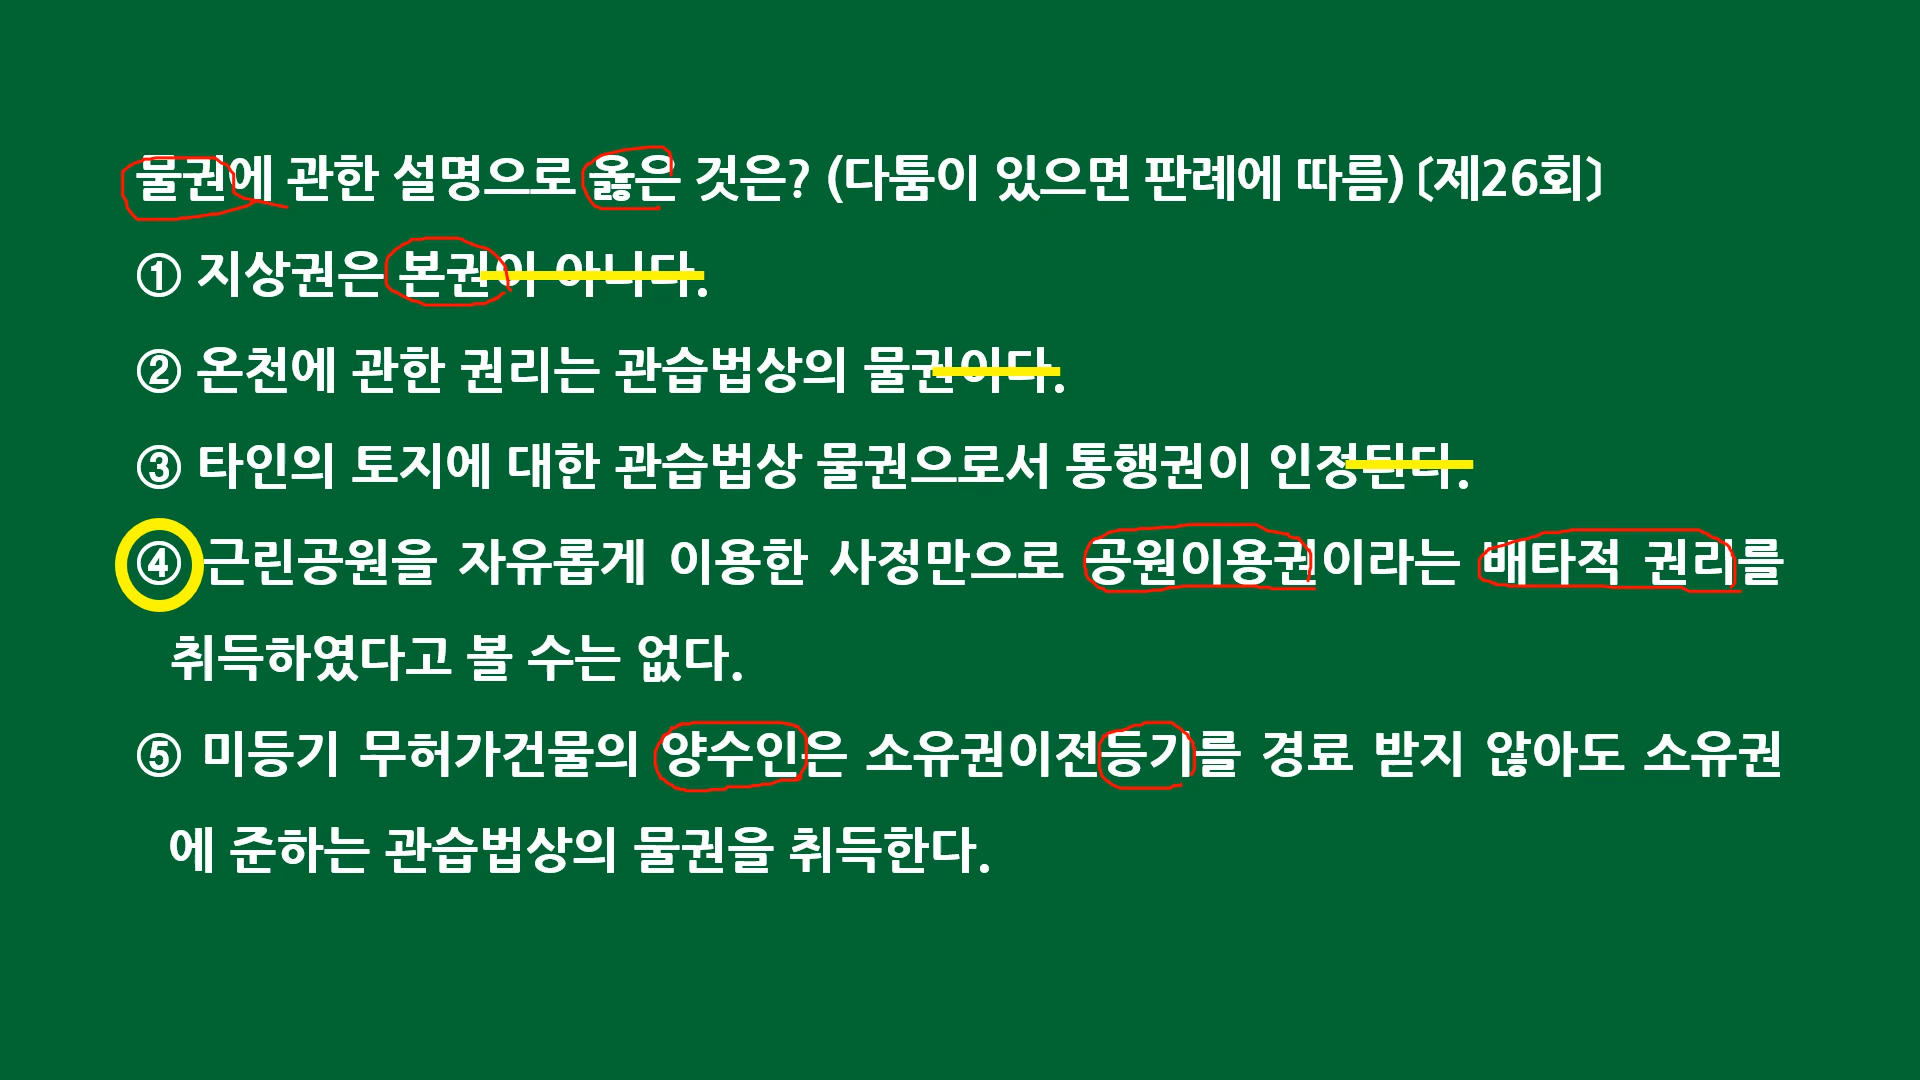 물권에 관한 설명으로 옳은 것은? (다툼이 있으면 판례에 따름)〔제26회〕
① 지상권은 본권이 아니다.
② 온천에 관한 권리는 관습법상의 물권이다.
③ 타인의 토지에 대한 관습법상 물권으로서 통행권이 인정된다.
④ 근린공원을 자유롭게 이용한 사정만으로 공원이용권이라는 배타적 권리를
취득하였다고 볼 수는 없다.
⑤ 미등기 무허가건물의 양수인은 소유권이전등기를 경료 받지 않아도 소유권
에 준하는 관습법상의 물권을 취득한다.